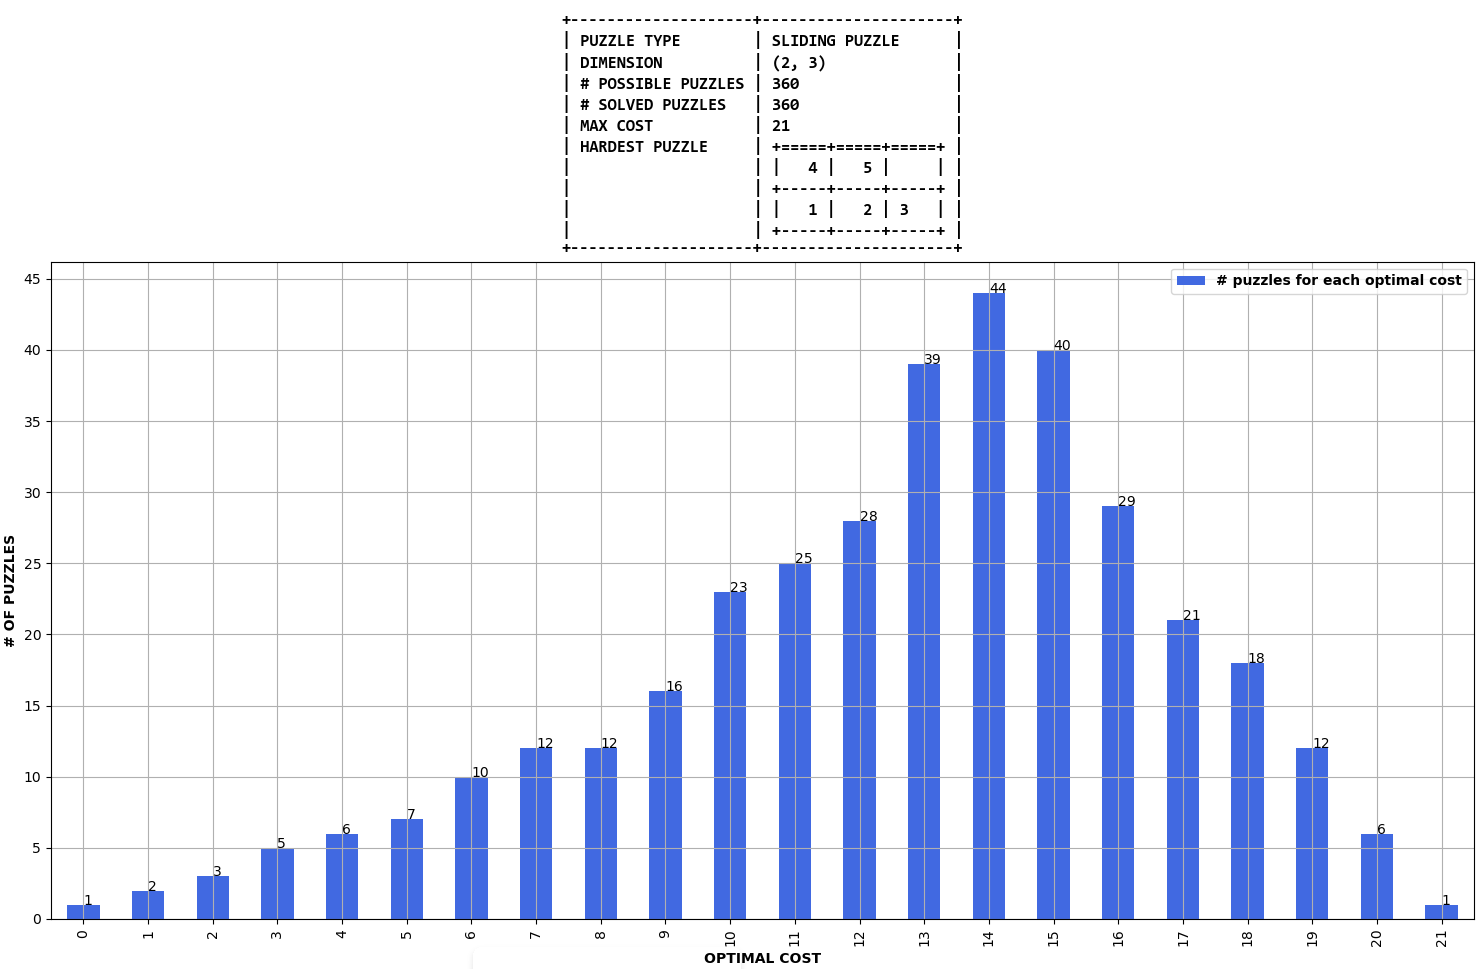 +--------------------+---------------------+
| PUZZLE TYPE        | SLIDING PUZZLE      |
| DIMENSION          | (2, 3)              |
| # POSSIBLE PUZZLES | 360                 |
| # SOLVED PUZZLES   | 360                 |
| MAX COST           | 21                  |
| HARDEST PUZZLE     | +=====+=====+=====+ |
|                    | |   4 |   5 |     | |
|                    | +-----+-----+-----+ |
|                    | |   1 |   2 | 3   | |
|                    | +-----+-----+-----+ |
+--------------------+---------------------+
# puzzles for each optimal cost
# OF PUZZLES
45
40
35
30
25
20
15
10
5
0
1 2 3 5 6 7 10 12 12 16 23 25 28 39 44 40 29 21 18 12 6 1
0 1 2 3 4 5 6 7 8 9 10 11 12 13 14 15 16 17 18 19 20 21
OPTIMAL COST